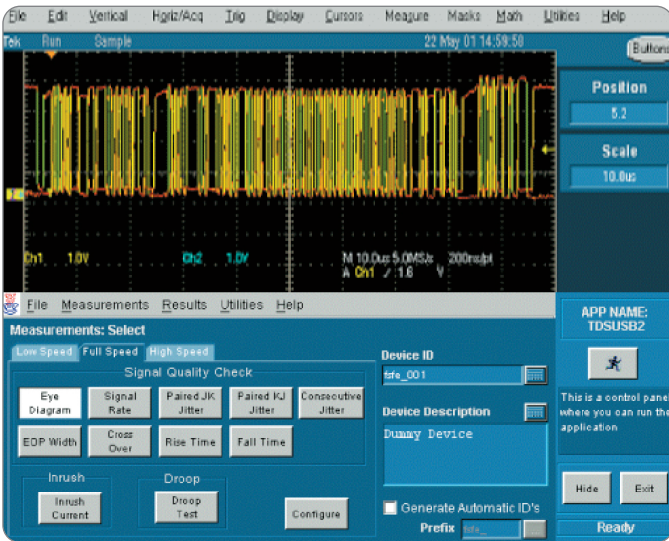 File Edit Vertical Horiz/Acq Trig Display Cursors Measure Masks Math Utilities Help
Tek Run Sample 22 May 01 14:59:58
Buttons
Position
5.2
Scale
10.0us
Ch1 1.0V Ch2 1.0V M 10.0us 5.0MS/s 200ns/pt
A Ch1 / 1.6 V
File Measurements Results Utilities Help
Measurements: Select
Low Speed Full Speed High Speed
Signal Quality Check
Eye Diagram
Signal Rate
Paired JK Jitter
Paired KJ Jitter
Consecutive Jitter
EOP Width
Cross Over
Rise Time
Fall Time
Inrush
Inrush Current
Droop
Droop Test
Configure
Device ID
fsfe_001
Device Description
Dummy Device
Generate Automatic ID's
Prefix fsfe_
APP NAME:
TDSUSB2
This is a control pane
where you can run the
application
Hide Exit
Ready